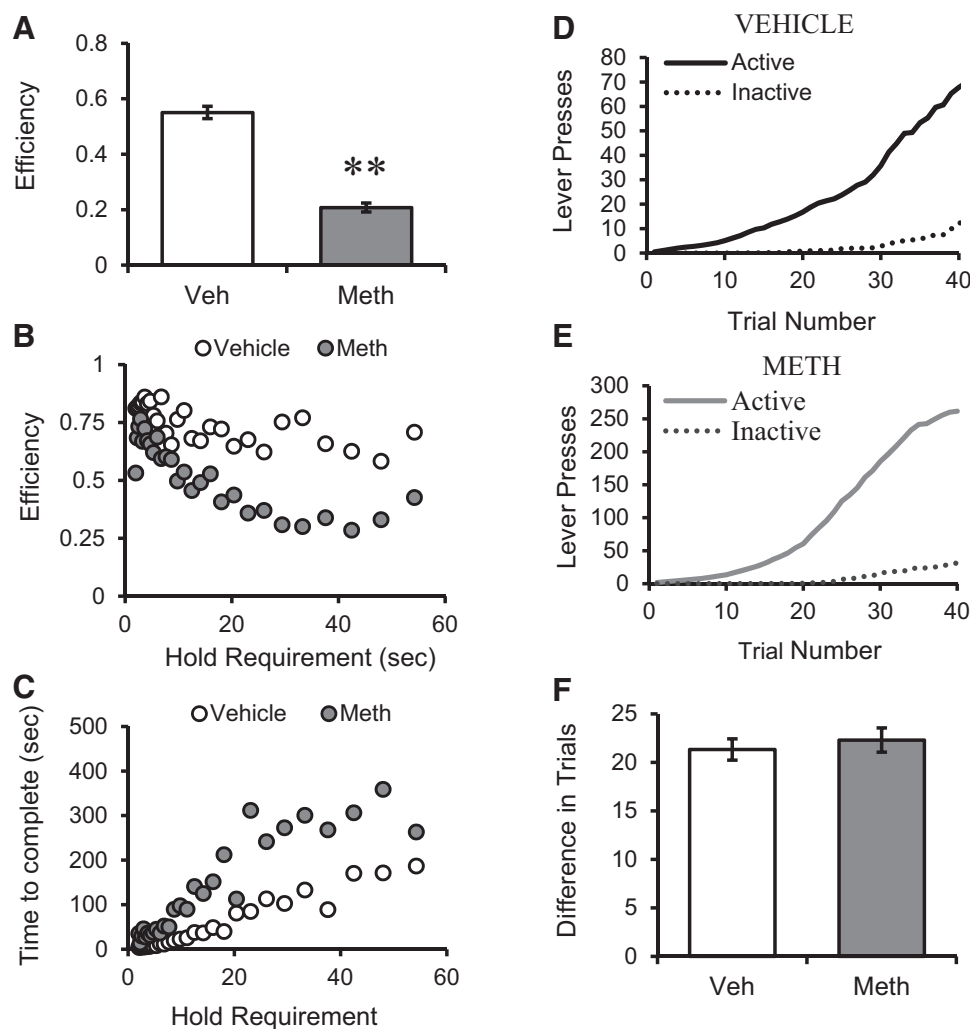 A
Efficiency
0.8
0.6
0.4
0.2
0
**
Veh
Meth
B
Vehicle
Meth
Efficiency
1
0.75
0.5
0.25
0
0
20
40
60
Hold Requirement (sec)
C
Vehicle
Meth
Time to complete (sec)
500
400
300
200
100
0
0
20
40
60
Hold Requirement
D
VEHICLE
Active
Inactive
Lever Presses
80
70
60
50
40
30
20
10
0
0
10
20
30
40
Trial Number
E
METH
Active
Inactive
Lever Presses
300
250
200
150
100
50
0
0
10
20
30
40
Trial Number
F
Difference in Trials
25
20
15
10
5
0
Veh
Meth